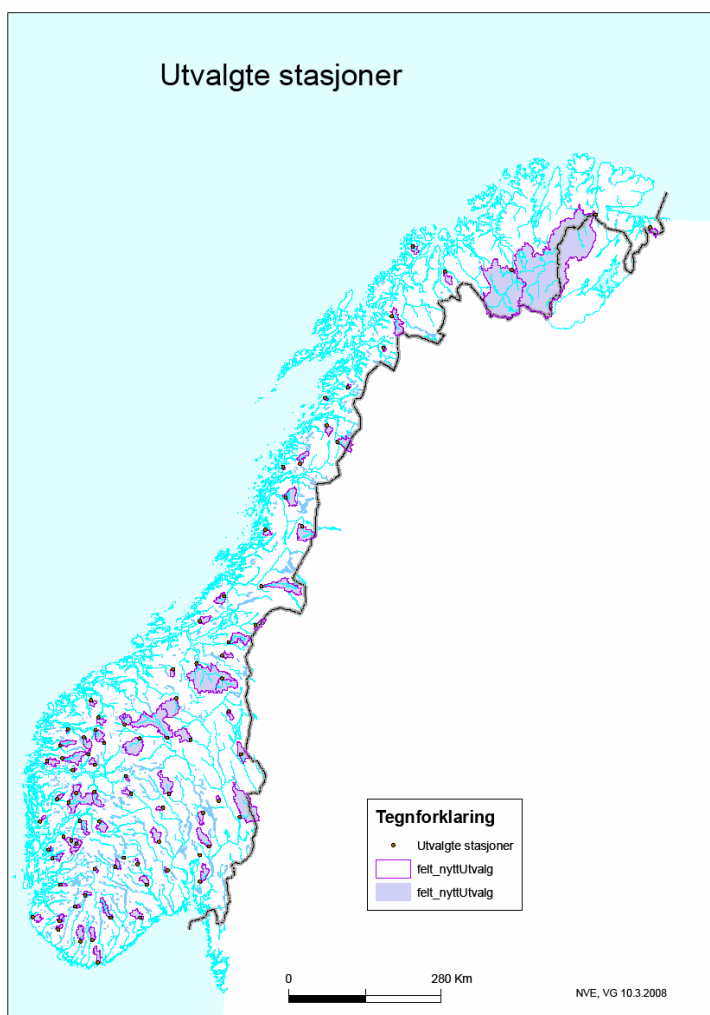 Utvalgte stasjoner
Tegnforklaring
Utvalgte stasjoner
felt_nyttUtvalg
felt_nyttUtvalg
0 280 Km
NVE, VG 10.3.2008